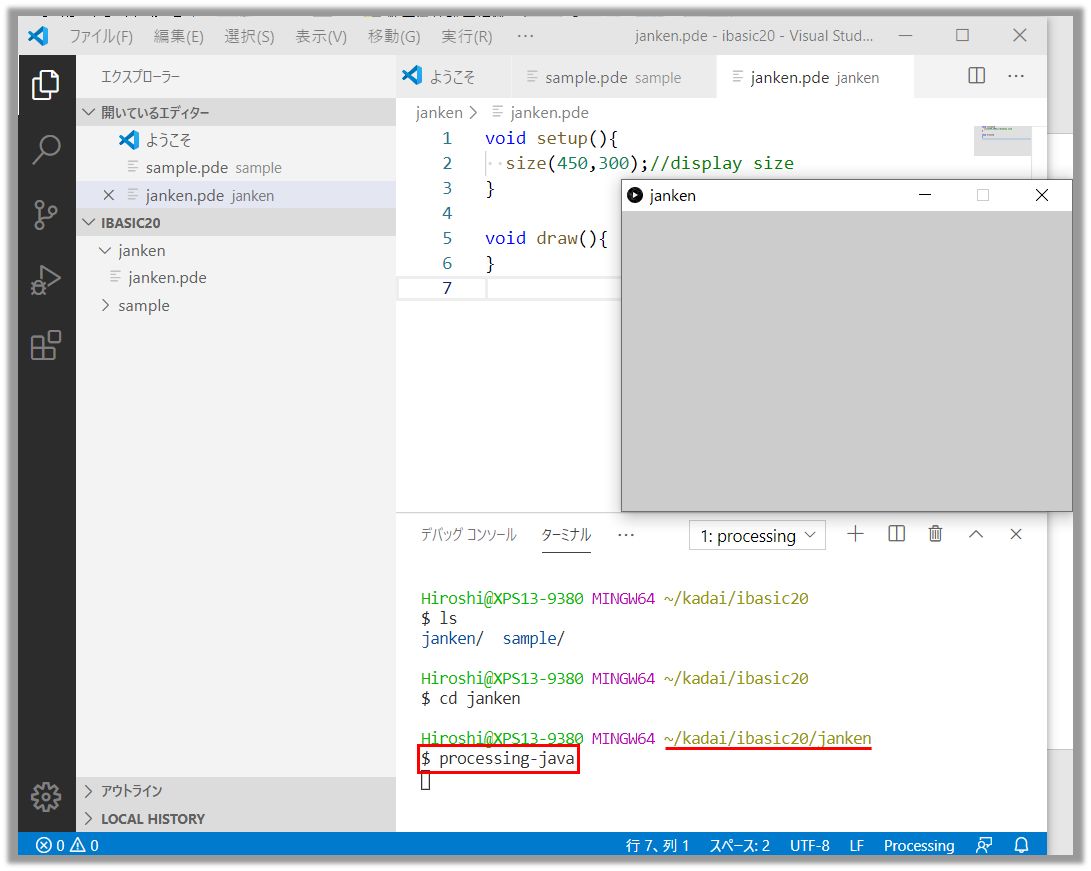 ファイル(F) 編集(E) 選択(S) 表示(V) 移動(G) 実行(R) ··· janken.pde - ibasic20 - Visual Stud...
エクスプローラー
開いているエディター
ようこそ
sample.pde sample
janken.pde janken
IBASIC20
janken
janken.pde
sample
アウトライン
LOCAL HISTORY
ようこそ sample.pde sample janken.pde janken ···
janken > janken.pde
1 void setup(){
2 ··size(450,300);//display size
3 }
4
5 void draw(){
6 }
7
janken
デバッグ コンソール ターミナル ··· 1: processing
Hiroshi@XPS13-9380 MINGW64 ~/kadai/ibasic20
$ ls
janken/ sample/
Hiroshi@XPS13-9380 MINGW64 ~/kadai/ibasic20
$ cd janken
Hiroshi@XPS13-9380 MINGW64 ~/kadai/ibasic20/janken
$ processing-java
0 0 行 7、列 1 スペース: 2 UTF-8 LF Processing